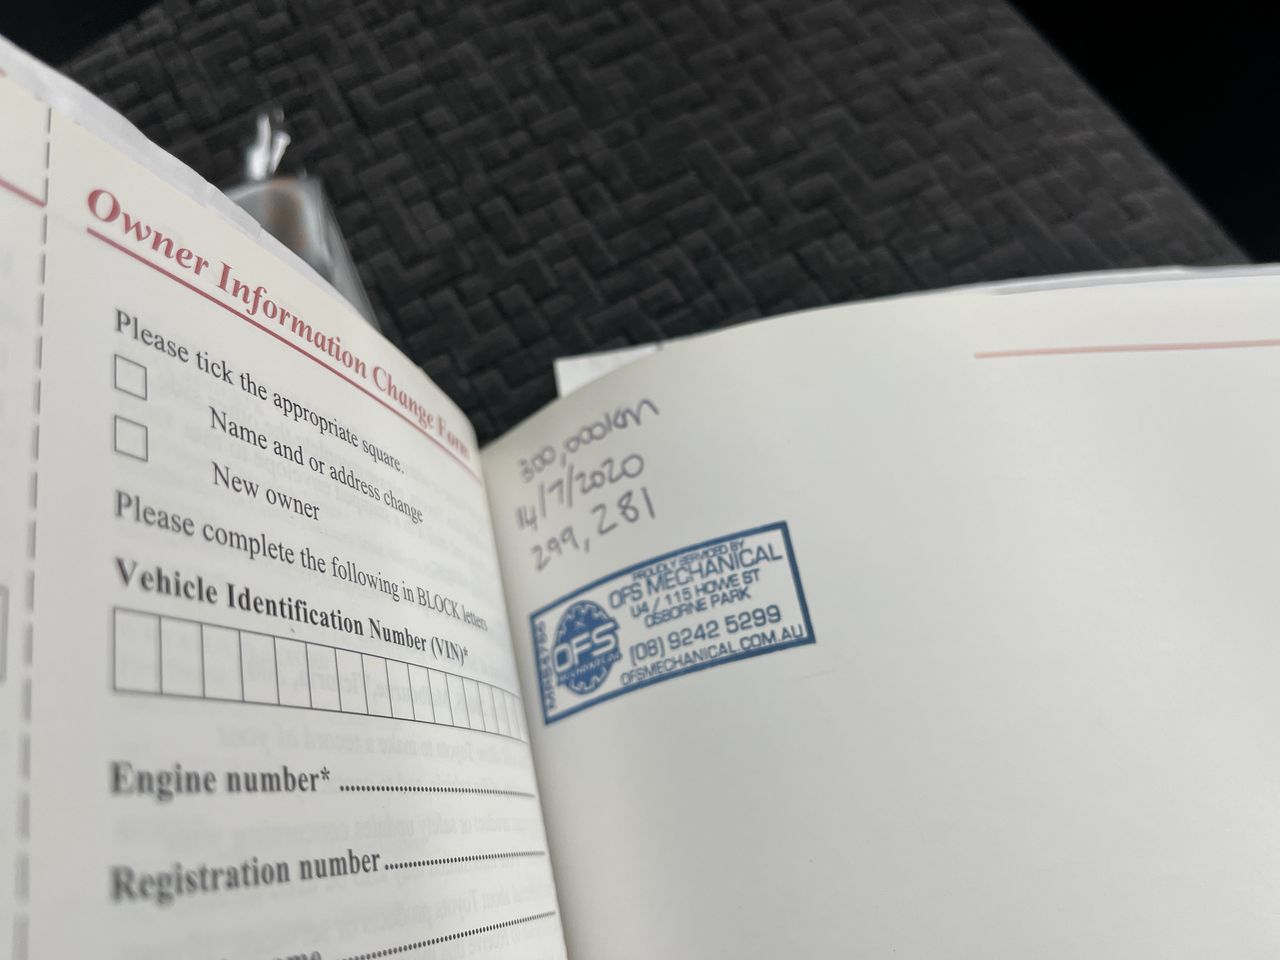 Owner Information Change Form
Please tick the appropriate square.
Name and or address change
New owner
Please complete the following in BLOCK letters
Vehicle Identification Number (VIN)*
Engine number*
Registration number
300,000km
14/7/2020
299,281
PROUDLY SERVICED BY
OFS MECHANICAL
U4 / 115 HOWE ST
OSBORNE PARK
(08) 9242 5299
OFSMECHANICAL.COM.AU
OFS
MECHANICAL